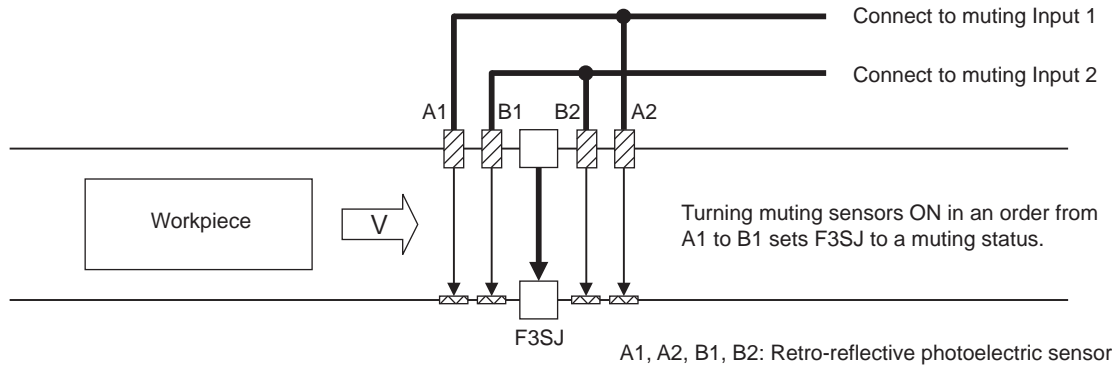 Connect to muting Input 1
Connect to muting Input 2
A1 B1 B2 A2
Workpiece
V
Turning muting sensors ON in an order from
A1 to B1 sets F3SJ to a muting status.
F3SJ
A1, A2, B1, B2: Retro-reflective photoelectric sensor